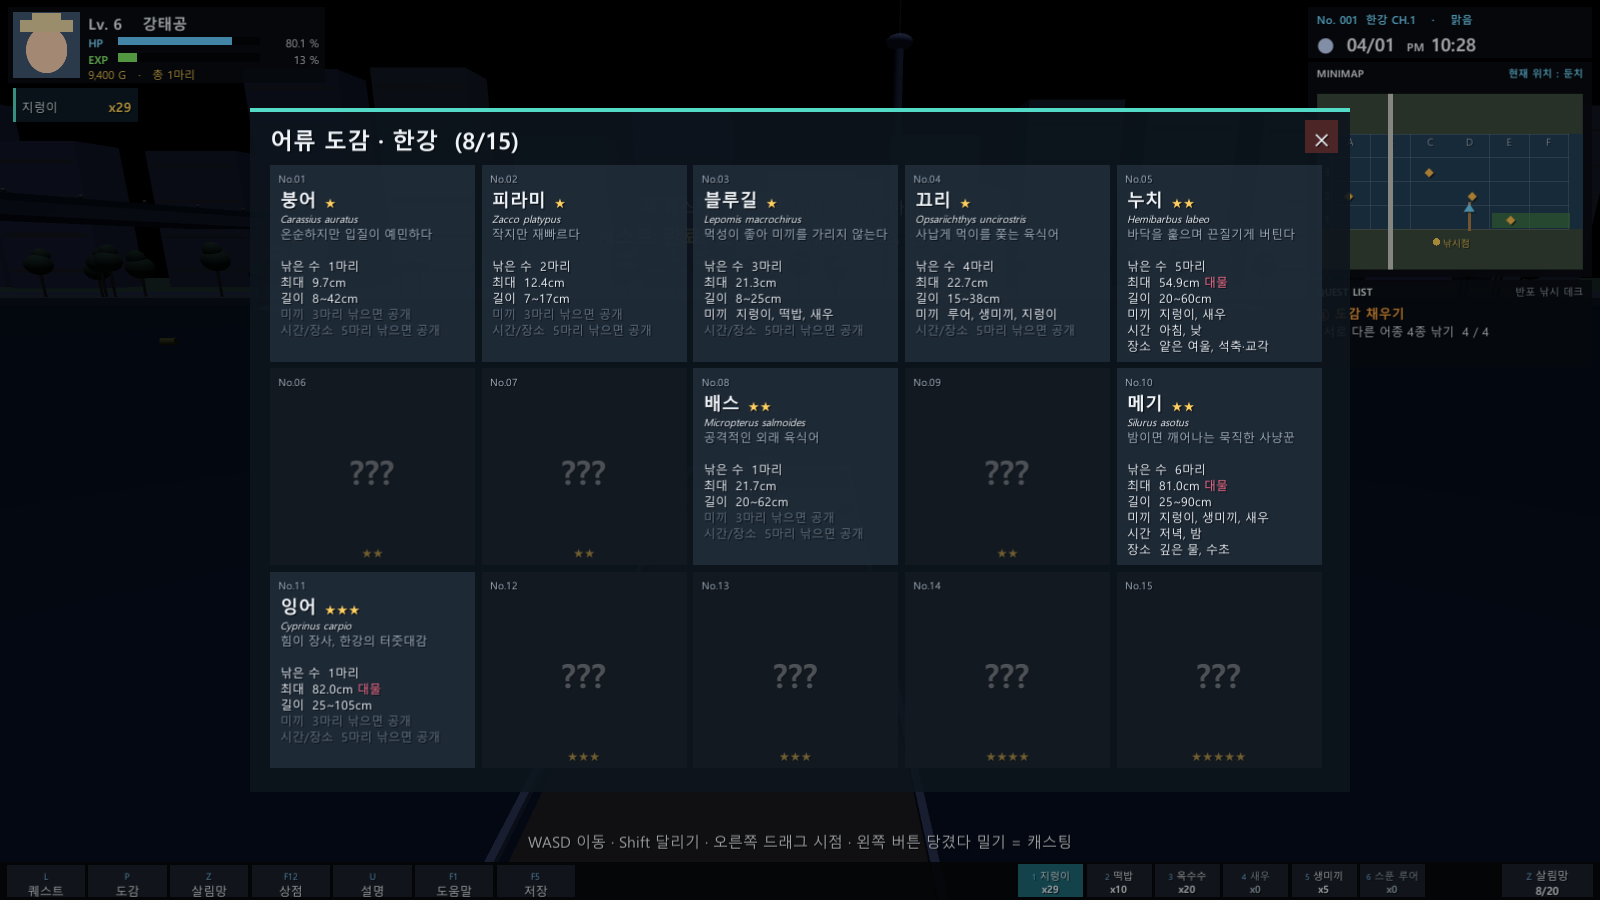 Lv. 6 강태공
HP 80.1 %
EXP 13 %
9,400 G · 총 1마리
지렁이 x29
No. 001 한강 CH.1 · 맑음
04/01 PM 10:28
MINIMAP 현재 위치 : 둔치
A C D E F
낚시점
LIST 반포 낚시 데크
도감 채우기
다른 어종 4종 낚기 4 / 4
어류 도감 · 한강 (8/15)
No.01
붕어 ★
Carassius auratus
온순하지만 입질이 예민하다
낚은 수 1마리
최대 9.7cm
길이 8~42cm
미끼 3마리 낚으면 공개
시간/장소 5마리 낚으면 공개
No.02
피라미 ★
Zacco platypus
작지만 재빠르다
낚은 수 2마리
최대 12.4cm
길이 7~17cm
미끼 3마리 낚으면 공개
시간/장소 5마리 낚으면 공개
No.03
블루길 ★
Lepomis macrochirus
먹성이 좋아 미끼를 가리지 않는다
낚은 수 3마리
최대 21.3cm
길이 8~25cm
미끼 지렁이, 떡밥, 새우
시간/장소 5마리 낚으면 공개
No.04
끄리 ★
Opsariichthys uncirostris
사납게 먹이를 쫓는 육식어
낚은 수 4마리
최대 22.7cm
길이 15~38cm
미끼 루어, 생미끼, 지렁이
시간/장소 5마리 낚으면 공개
No.05
누치 ★★
Hemibarbus labeo
바닥을 훑으며 끈질기게 버틴다
낚은 수 5마리
최대 54.9cm 대물
길이 20~60cm
미끼 지렁이, 새우
시간 아침, 낮
장소 얕은 여울, 석축·교각
No.06
???
★★
No.07
???
★★
No.08
배스 ★★
Micropterus salmoides
공격적인 외래 육식어
낚은 수 1마리
최대 21.7cm
길이 20~62cm
미끼 3마리 낚으면 공개
시간/장소 5마리 낚으면 공개
No.09
???
★★
No.10
메기 ★★
Silurus asotus
밤이면 깨어나는 묵직한 사냥꾼
낚은 수 6마리
최대 81.0cm 대물
길이 25~90cm
미끼 지렁이, 생미끼, 새우
시간 저녁, 밤
장소 깊은 물, 수초
No.11
잉어 ★★★
Cyprinus carpio
힘이 장사, 한강의 터줏대감
낚은 수 1마리
최대 82.0cm 대물
길이 25~105cm
미끼 3마리 낚으면 공개
시간/장소 5마리 낚으면 공개
No.12
???
★★★
No.13
???
★★★
No.14
???
★★★★
No.15
???
★★★★★
WASD 이동 · Shift 달리기 · 오른쪽 드래그 시점 · 왼쪽 버튼 당겼다 밀기 = 캐스팅
L 퀘스트
P 도감
Z 살림망
F12 상점
U 설명
F1 도움말
F5 저장
1 지렁이 x29
2 떡밥 x10
3 옥수수 x20
4 새우 x0
5 생미끼 x5
6 스푼 루어 x0
Z 살림망 8/20